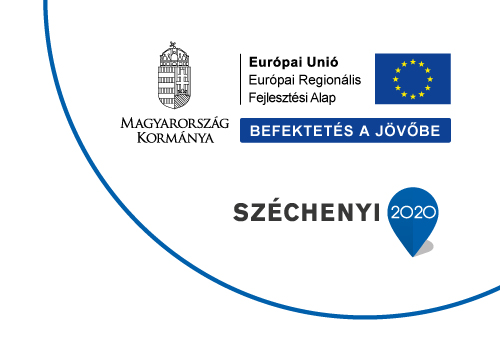 Európai Unió
Európai Regionális
Fejlesztési Alap
MAGYARORSZÁG
KORMÁNYA
BEFEKTETÉS A JÖVŐBE
SZÉCHENYI 2020